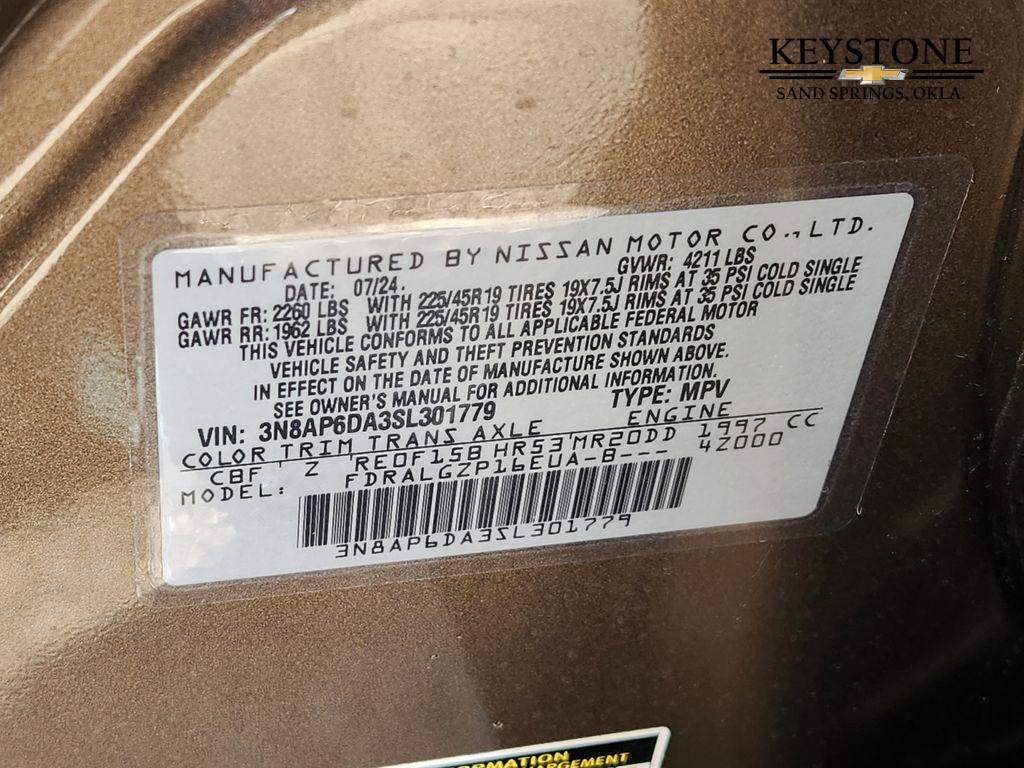 KEYSTONE
SAND SPRINGS, OKLA.
MANUFACTURED BY NISSAN MOTOR CO., LTD.
DATE: 07/24. GVWR: 4211 LBS
GAWR FR: 2260 LBS WITH 225/45R19 TIRES 19X7.5J RIMS AT 35 PSI COLD SINGLE
GAWR RR: 1962 LBS WITH 225/45R19 TIRES 19X7.5J RIMS AT 35 PSI COLD SINGLE
THIS VEHICLE CONFORMS TO ALL APPLICABLE FEDERAL MOTOR
VEHICLE SAFETY AND THEFT PREVENTION STANDARDS
IN EFFECT ON THE DATE OF MANUFACTURE SHOWN ABOVE.
SEE OWNER'S MANUAL FOR ADDITIONAL INFORMATION.
VIN: 3N8AP6DA3SL301779 TYPE: MPV
COLOR TRIM TRANS AXLE ENGINE
CBF Z RE0F15B HR53 MR20DD 1997 CC
MODEL: FDRALGZP16EUA-B--- 42000
3N8AP6DA3SL301779